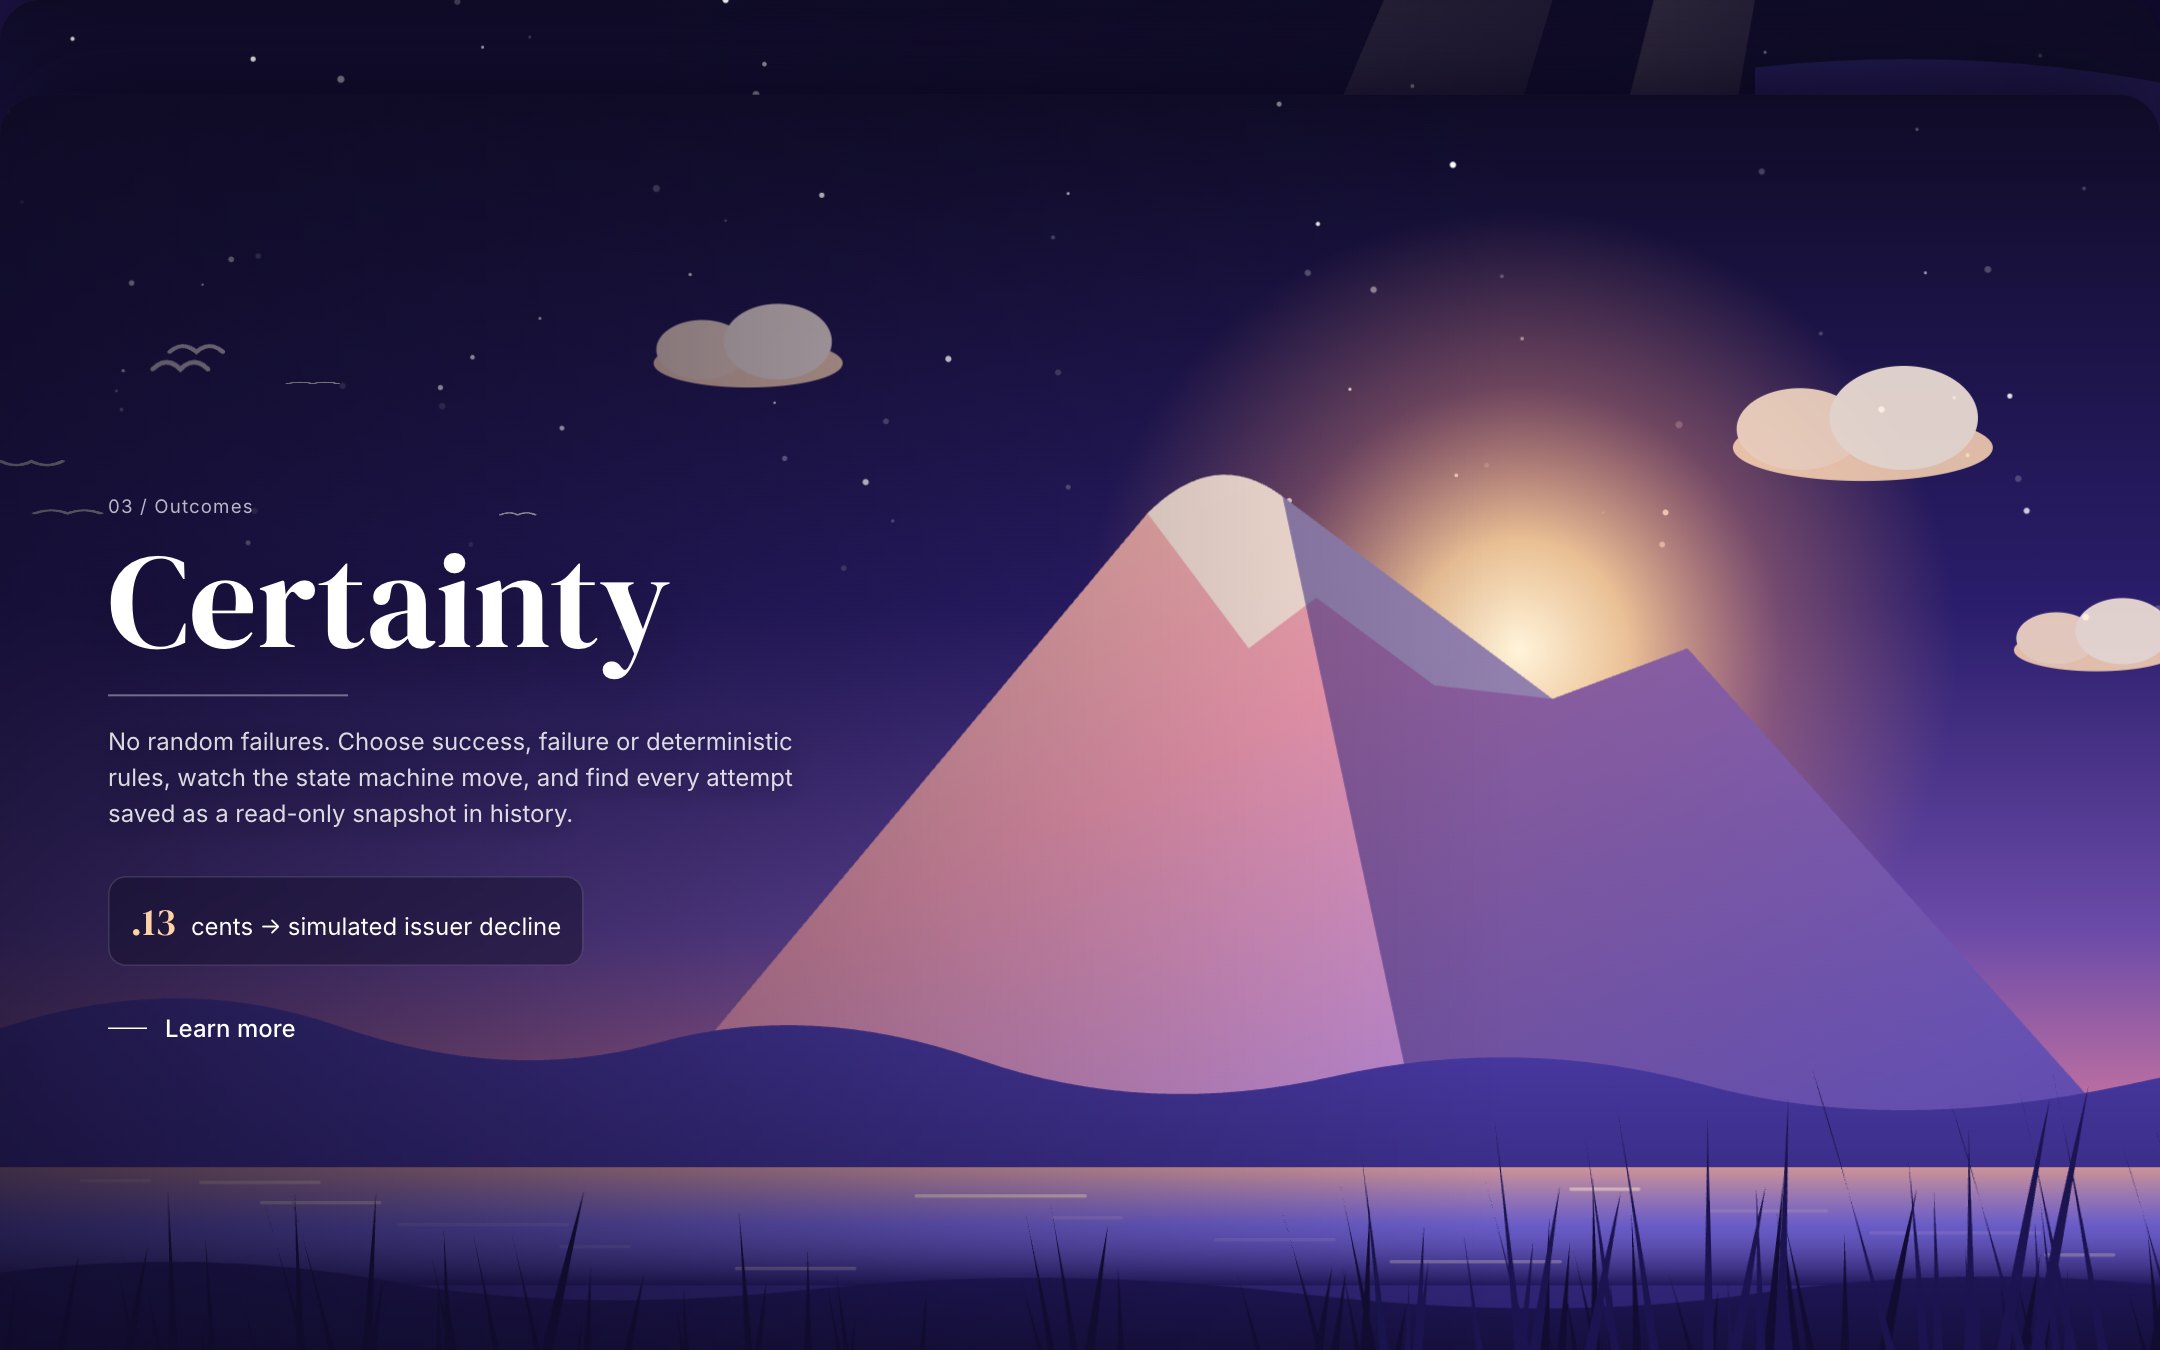 03 / Outcomes
Certainty
No random failures. Choose success, failure or deterministic
rules, watch the state machine move, and find every attempt
saved as a read-only snapshot in history.
.13 cents → simulated issuer decline
Learn more